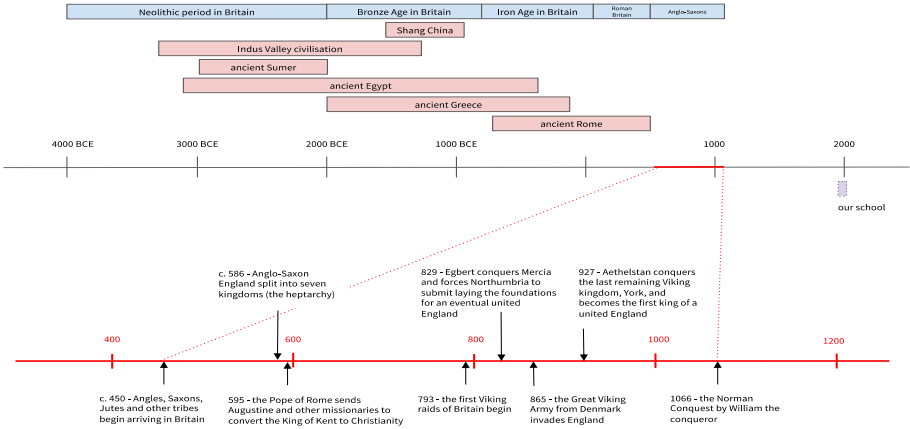 Neolithic period in Britain
Bronze Age in Britain
Iron Age in Britain
Roman
Britain
Anglo-Saxons
Shang China
Indus Valley civilisation
ancient Sumer
ancient Egypt
ancient Greece
ancient Rome
4000 BCE
3000 BCE
2000 BCE
1000 BCE
1000
2000
our school
c. 586 - Anglo-Saxon
England split into seven
kingdoms (the heptarchy)
829 - Egbert conquers Mercia
and forces Northumbria to
submit laying the foundations
for an eventual united
England
927 - Aethelstan conquers
the last remaining Viking
kingdom, York, and
becomes the first king of a
united England
400
600
800
1000
1200
c. 450 - Angles, Saxons,
Jutes and other tribes
begin arriving in Britain
595 - the Pope of Rome sends
Augustine and other missionaries to
convert the King of Kent to Christianity
793 - the first Viking
raids of Britain begin
865 - the Great Viking
Army from Denmark
invades England
1066 - the Norman
Conquest by William the
conqueror